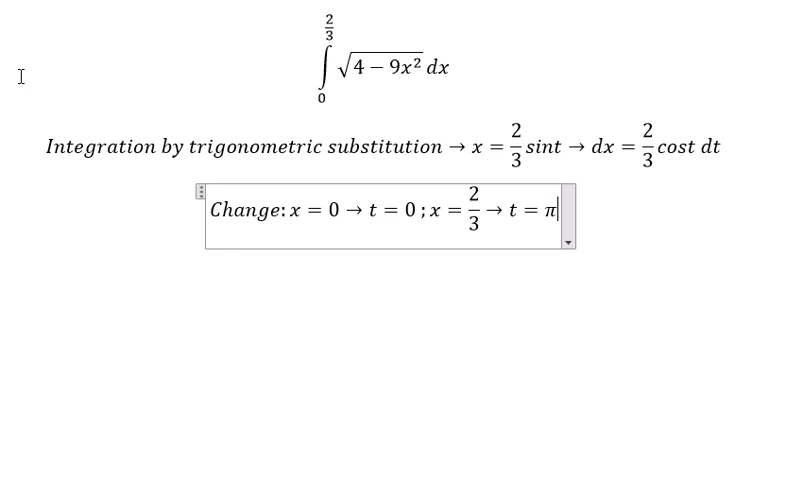 ∫₀^(2/3) √(4 − 9x²) dx
Integration by trigonometric substitution → x = 2/3 sint → dx = 2/3 cost dt
Change: x = 0 → t = 0 ; x = 2/3 → t = π